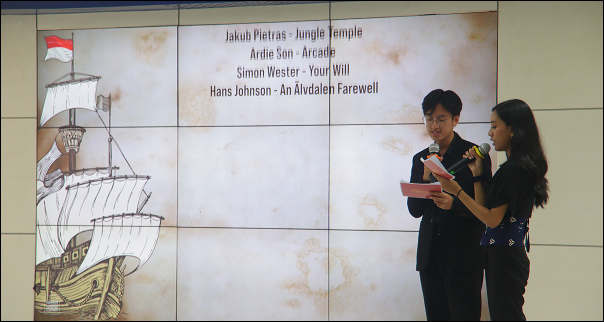 Jakub Pietras = Jungle Temple
Ardie Son = Arcade
Simon Wester - Your Will
Hans Johnson - An Älvdalen Farewell